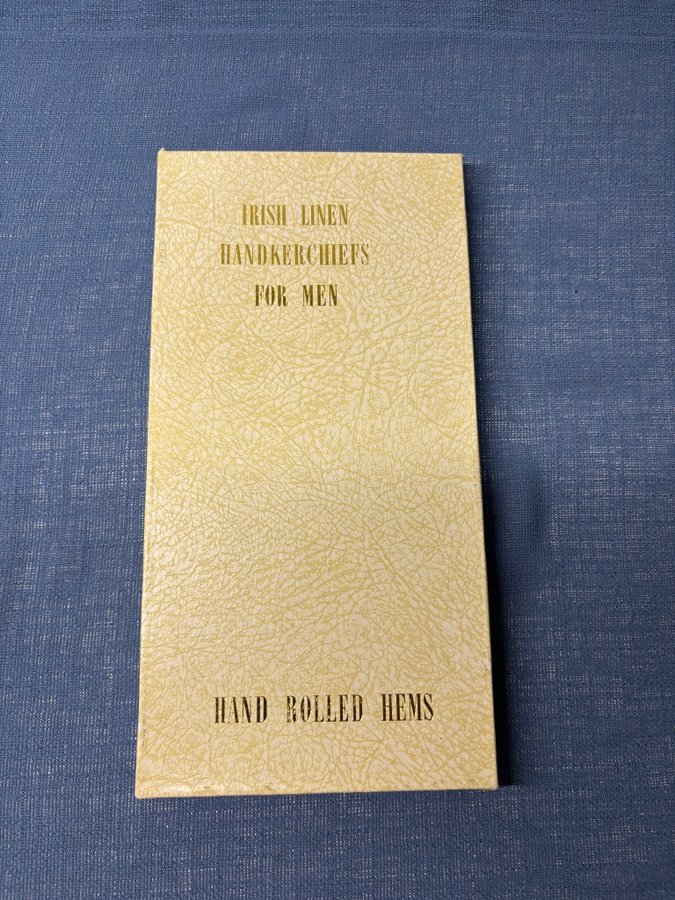 IRISH LINEN
HANDKERCHIEFS
FOR MEN
HAND ROLLED HEMS